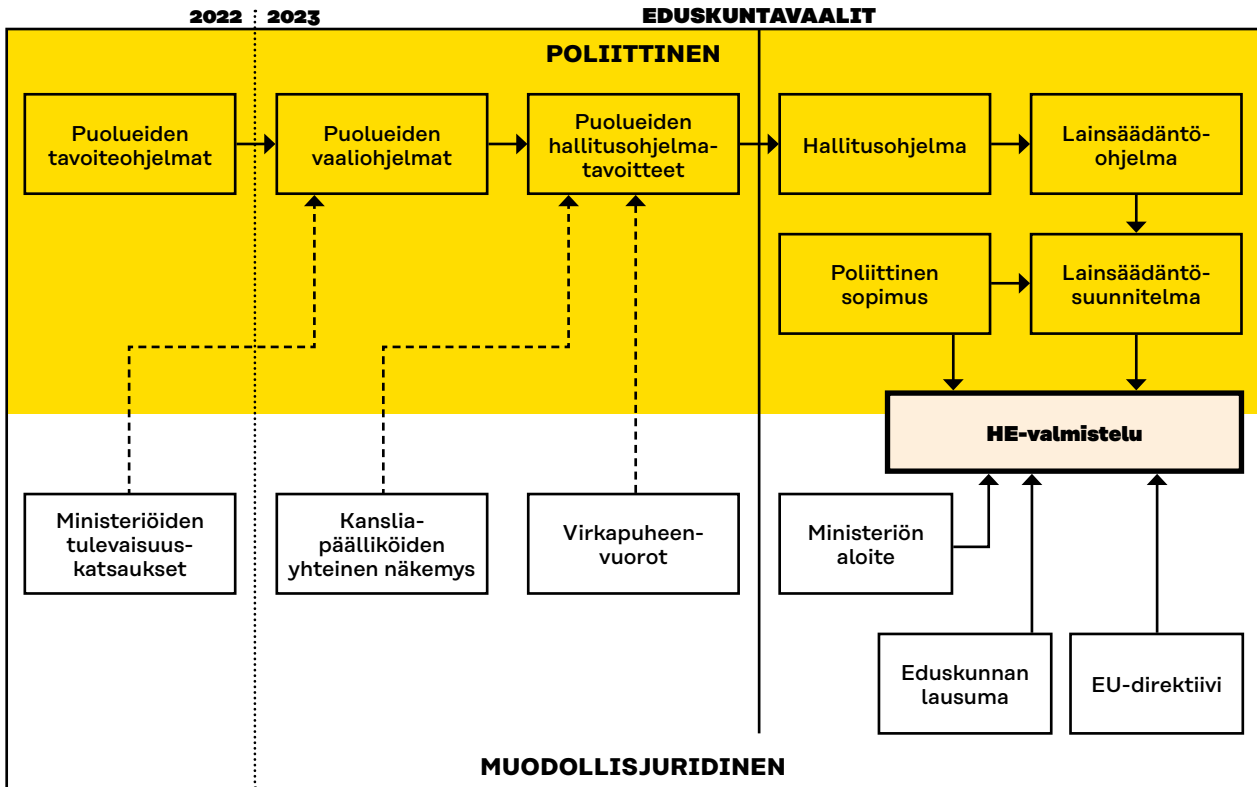 2022
2023
EDUSKUNTAVAALIT
POLIITTINEN
Puolueiden
tavoiteohjelmat
Puolueiden
vaaliohjelmat
Puolueiden
hallitusohjelma-
tavoitteet
Hallitusohjelma
Lainsäädäntö-
ohjelma
Poliittinen
sopimus
Lainsäädäntö-
suunnitelma
HE-valmistelu
Ministeriöiden
tulevaisuus-
katsaukset
Kanslia-
päälliköiden
yhteinen näkemys
Virkapuheen-
vuorot
Ministeriön
aloite
Eduskunnan
lausuma
EU-direktiivi
MUODOLLISJURIDINEN